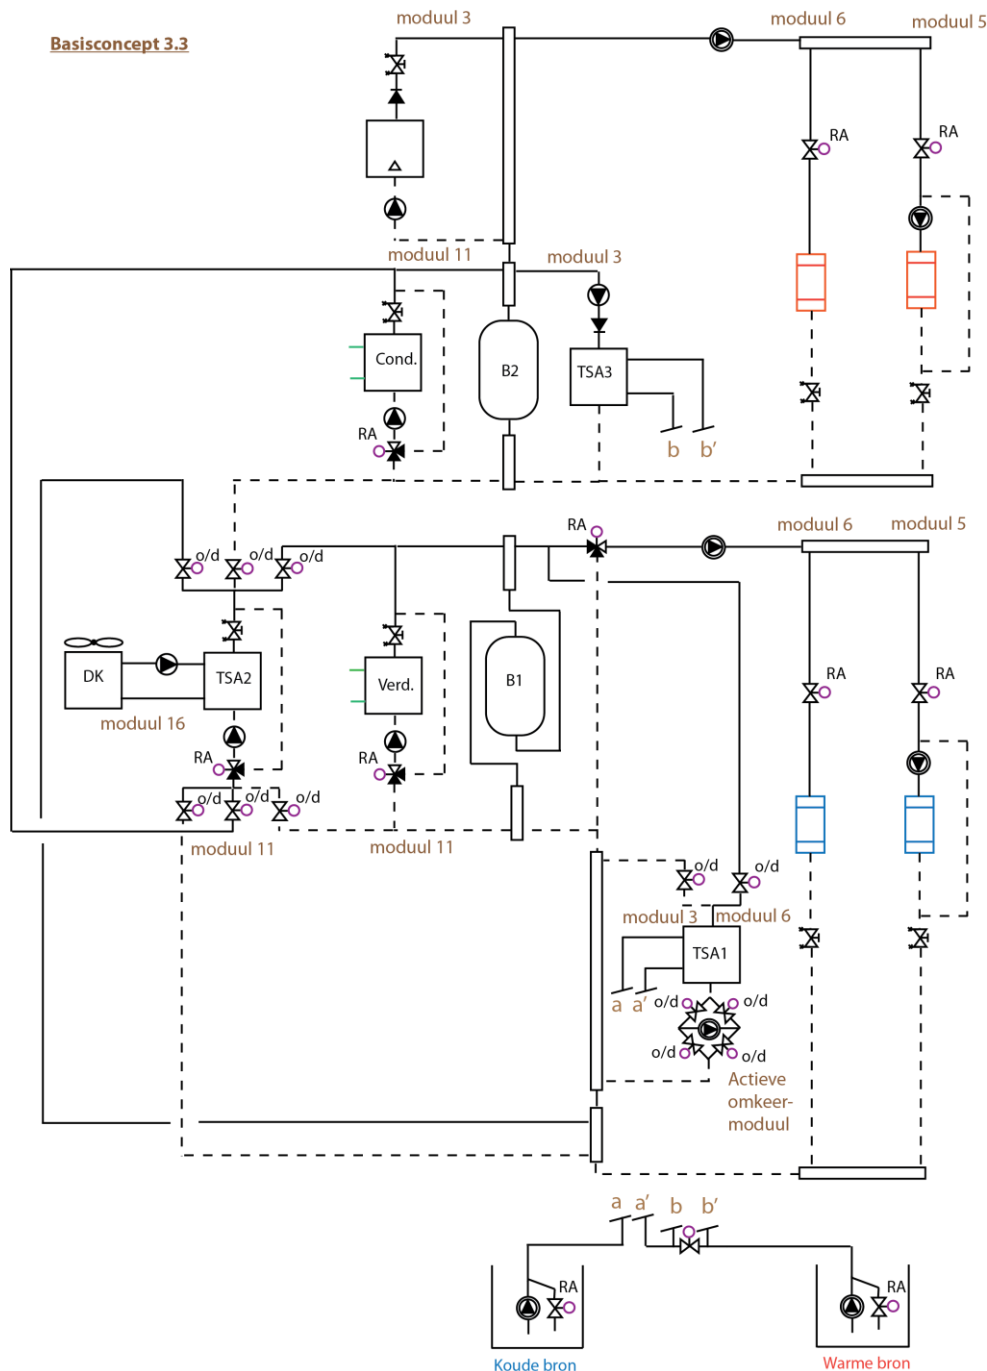 moduul 3
moduul 6
moduul 5
Basisconcept 3.3
RA
RA
moduul 11
moduul 3
Cond.
B2
TSA3
RA
b
b'
RA
moduul 6
moduul 5
o/d
o/d
o/d
DK
TSA2
Verd.
B1
RA
RA
moduul 16
RA
RA
o/d
o/d
o/d
moduul 11
moduul 11
o/d
o/d
moduul 3
moduul 6
TSA1
a
a'
o/d
o/d
o/d
o/d
Actieve
omkeer-
moduul
a
a'
b
b'
RA
RA
Koude bron
Warme bron